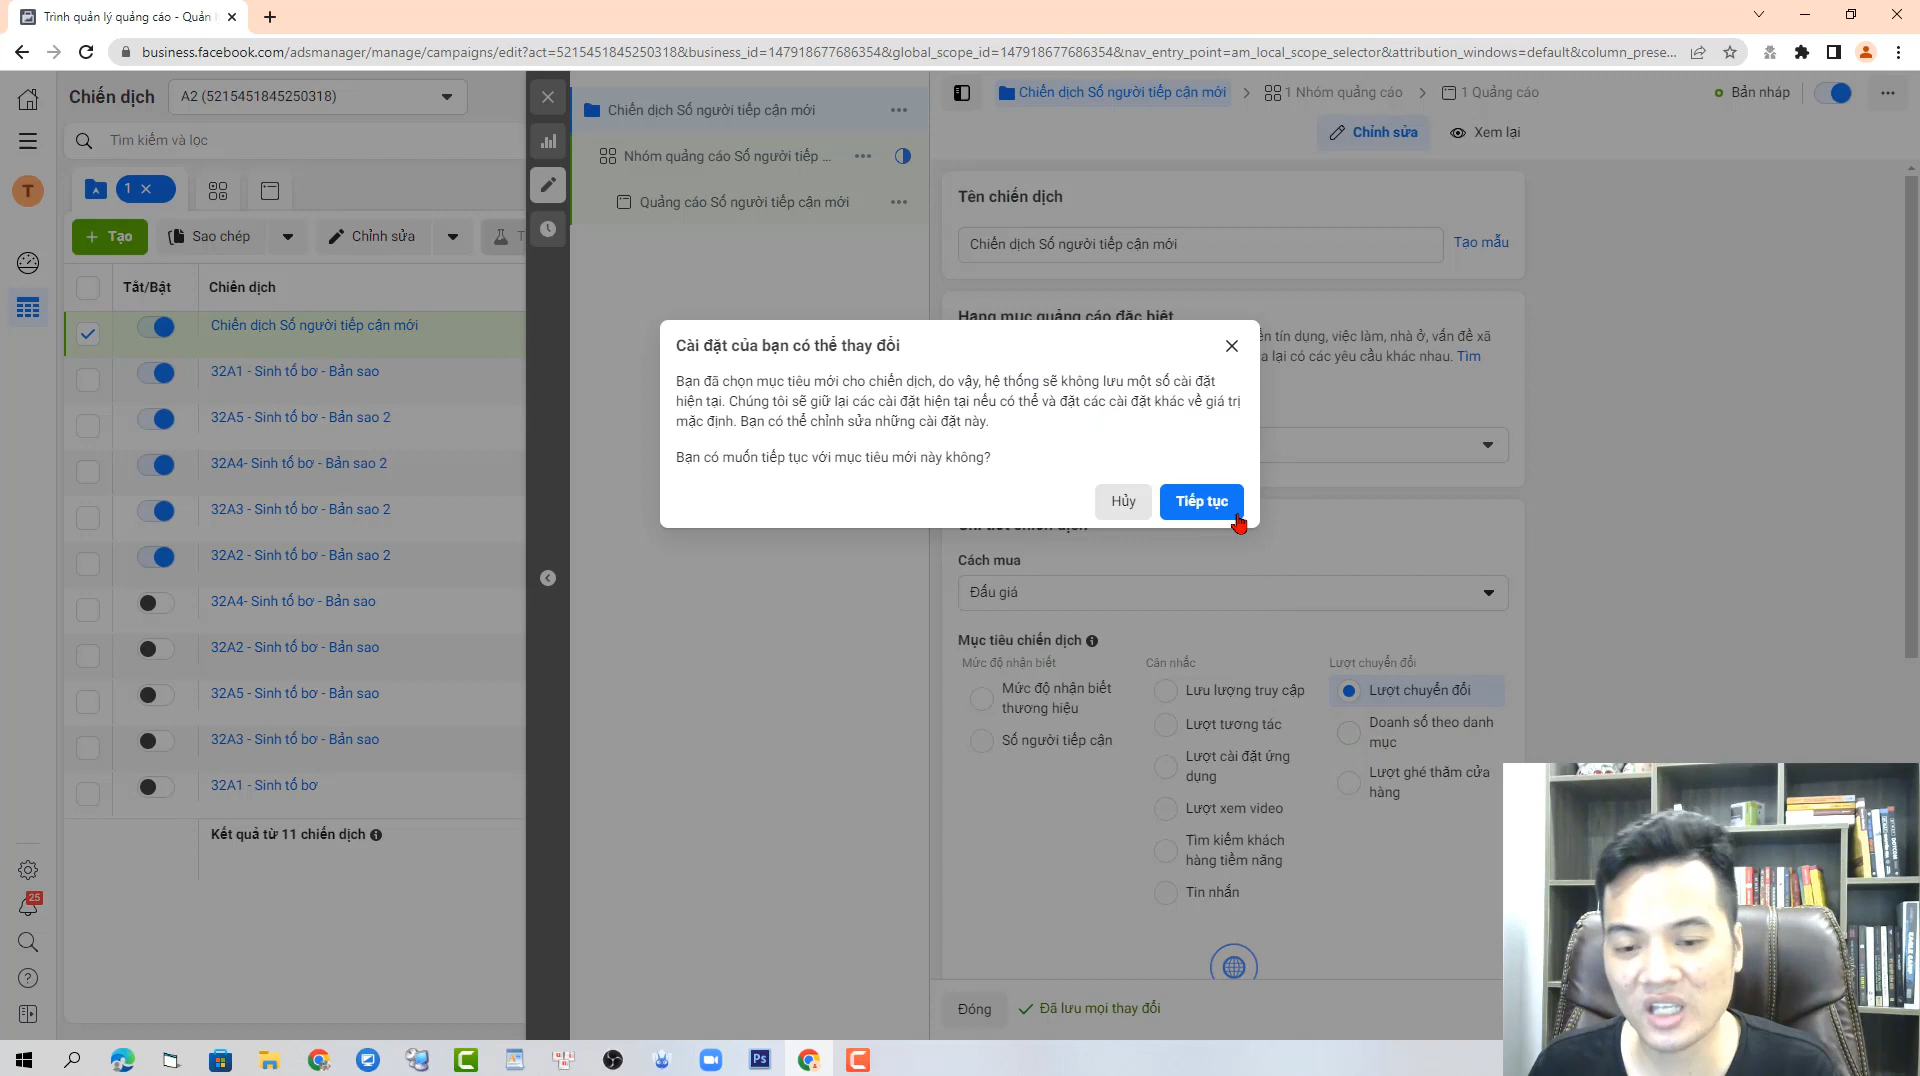 Trình quản lý quảng cáo - Quản
business.facebook.com/adsmanager/manage/campaigns/edit?act=5215451845250318&business_id=147918677686354&global_scope_id=147918677686354&nav_entry_point=am_local_scope_selector&attribution_windows=default&column_prese...
Chiến dịch
A2 (5215451845250318)
Tìm kiếm và lọc
T
1
Tạo
Sao chép
Chỉnh sửa
T
Tắt/Bật
Chiến dịch
Chiến dịch Số người tiếp cận mới
32A1 - Sinh tố bơ - Bản sao
32A5 - Sinh tố bơ - Bản sao 2
32A4- Sinh tố bơ - Bản sao 2
32A3 - Sinh tố bơ - Bản sao 2
32A2 - Sinh tố bơ - Bản sao 2
32A4- Sinh tố bơ - Bản sao
32A2 - Sinh tố bơ - Bản sao
32A5 - Sinh tố bơ - Bản sao
32A3 - Sinh tố bơ - Bản sao
32A1 - Sinh tố bơ
Kết quả từ 11 chiến dịch
25
Chiến dịch Số người tiếp cận mới
Nhóm quảng cáo Số người tiếp ...
Quảng cáo Số người tiếp cận mới
Chiến dịch Số người tiếp cận mới
1 Nhóm quảng cáo
1 Quảng cáo
Bản nháp
Chỉnh sửa
Xem lại
Tên chiến dịch
Chiến dịch Số người tiếp cận mới
Tạo mẫu
Hạng mục quảng cáo đặc biệt
tín dụng, việc làm, nhà ở, vấn đề xã
lại có các yêu cầu khác nhau. Tìm
Cài đặt của bạn có thể thay đổi
Bạn đã chọn mục tiêu mới cho chiến dịch, do vậy, hệ thống sẽ không lưu một số cài đặt
hiện tại. Chúng tôi sẽ giữ lại các cài đặt hiện tại nếu có thể và đặt các cài đặt khác về giá trị
mặc định. Bạn có thể chỉnh sửa những cài đặt này.
Bạn có muốn tiếp tục với mục tiêu mới này không?
Hủy
Tiếp tục
Chi tiết chiến dịch
Cách mua
Đấu giá
Mục tiêu chiến dịch
Mức độ nhận biết
Mức độ nhận biết
thương hiệu
Số người tiếp cận
Cân nhắc
Lưu lượng truy cập
Lượt tương tác
Lượt cài đặt ứng
dụng
Lượt xem video
Tìm kiếm khách
hàng tiềm năng
Tin nhắn
Lượt chuyển đổi
Lượt chuyển đổi
Doanh số theo danh
mục
Lượt ghé thăm cửa
hàng
Đóng
Đã lưu mọi thay đổi
Ps